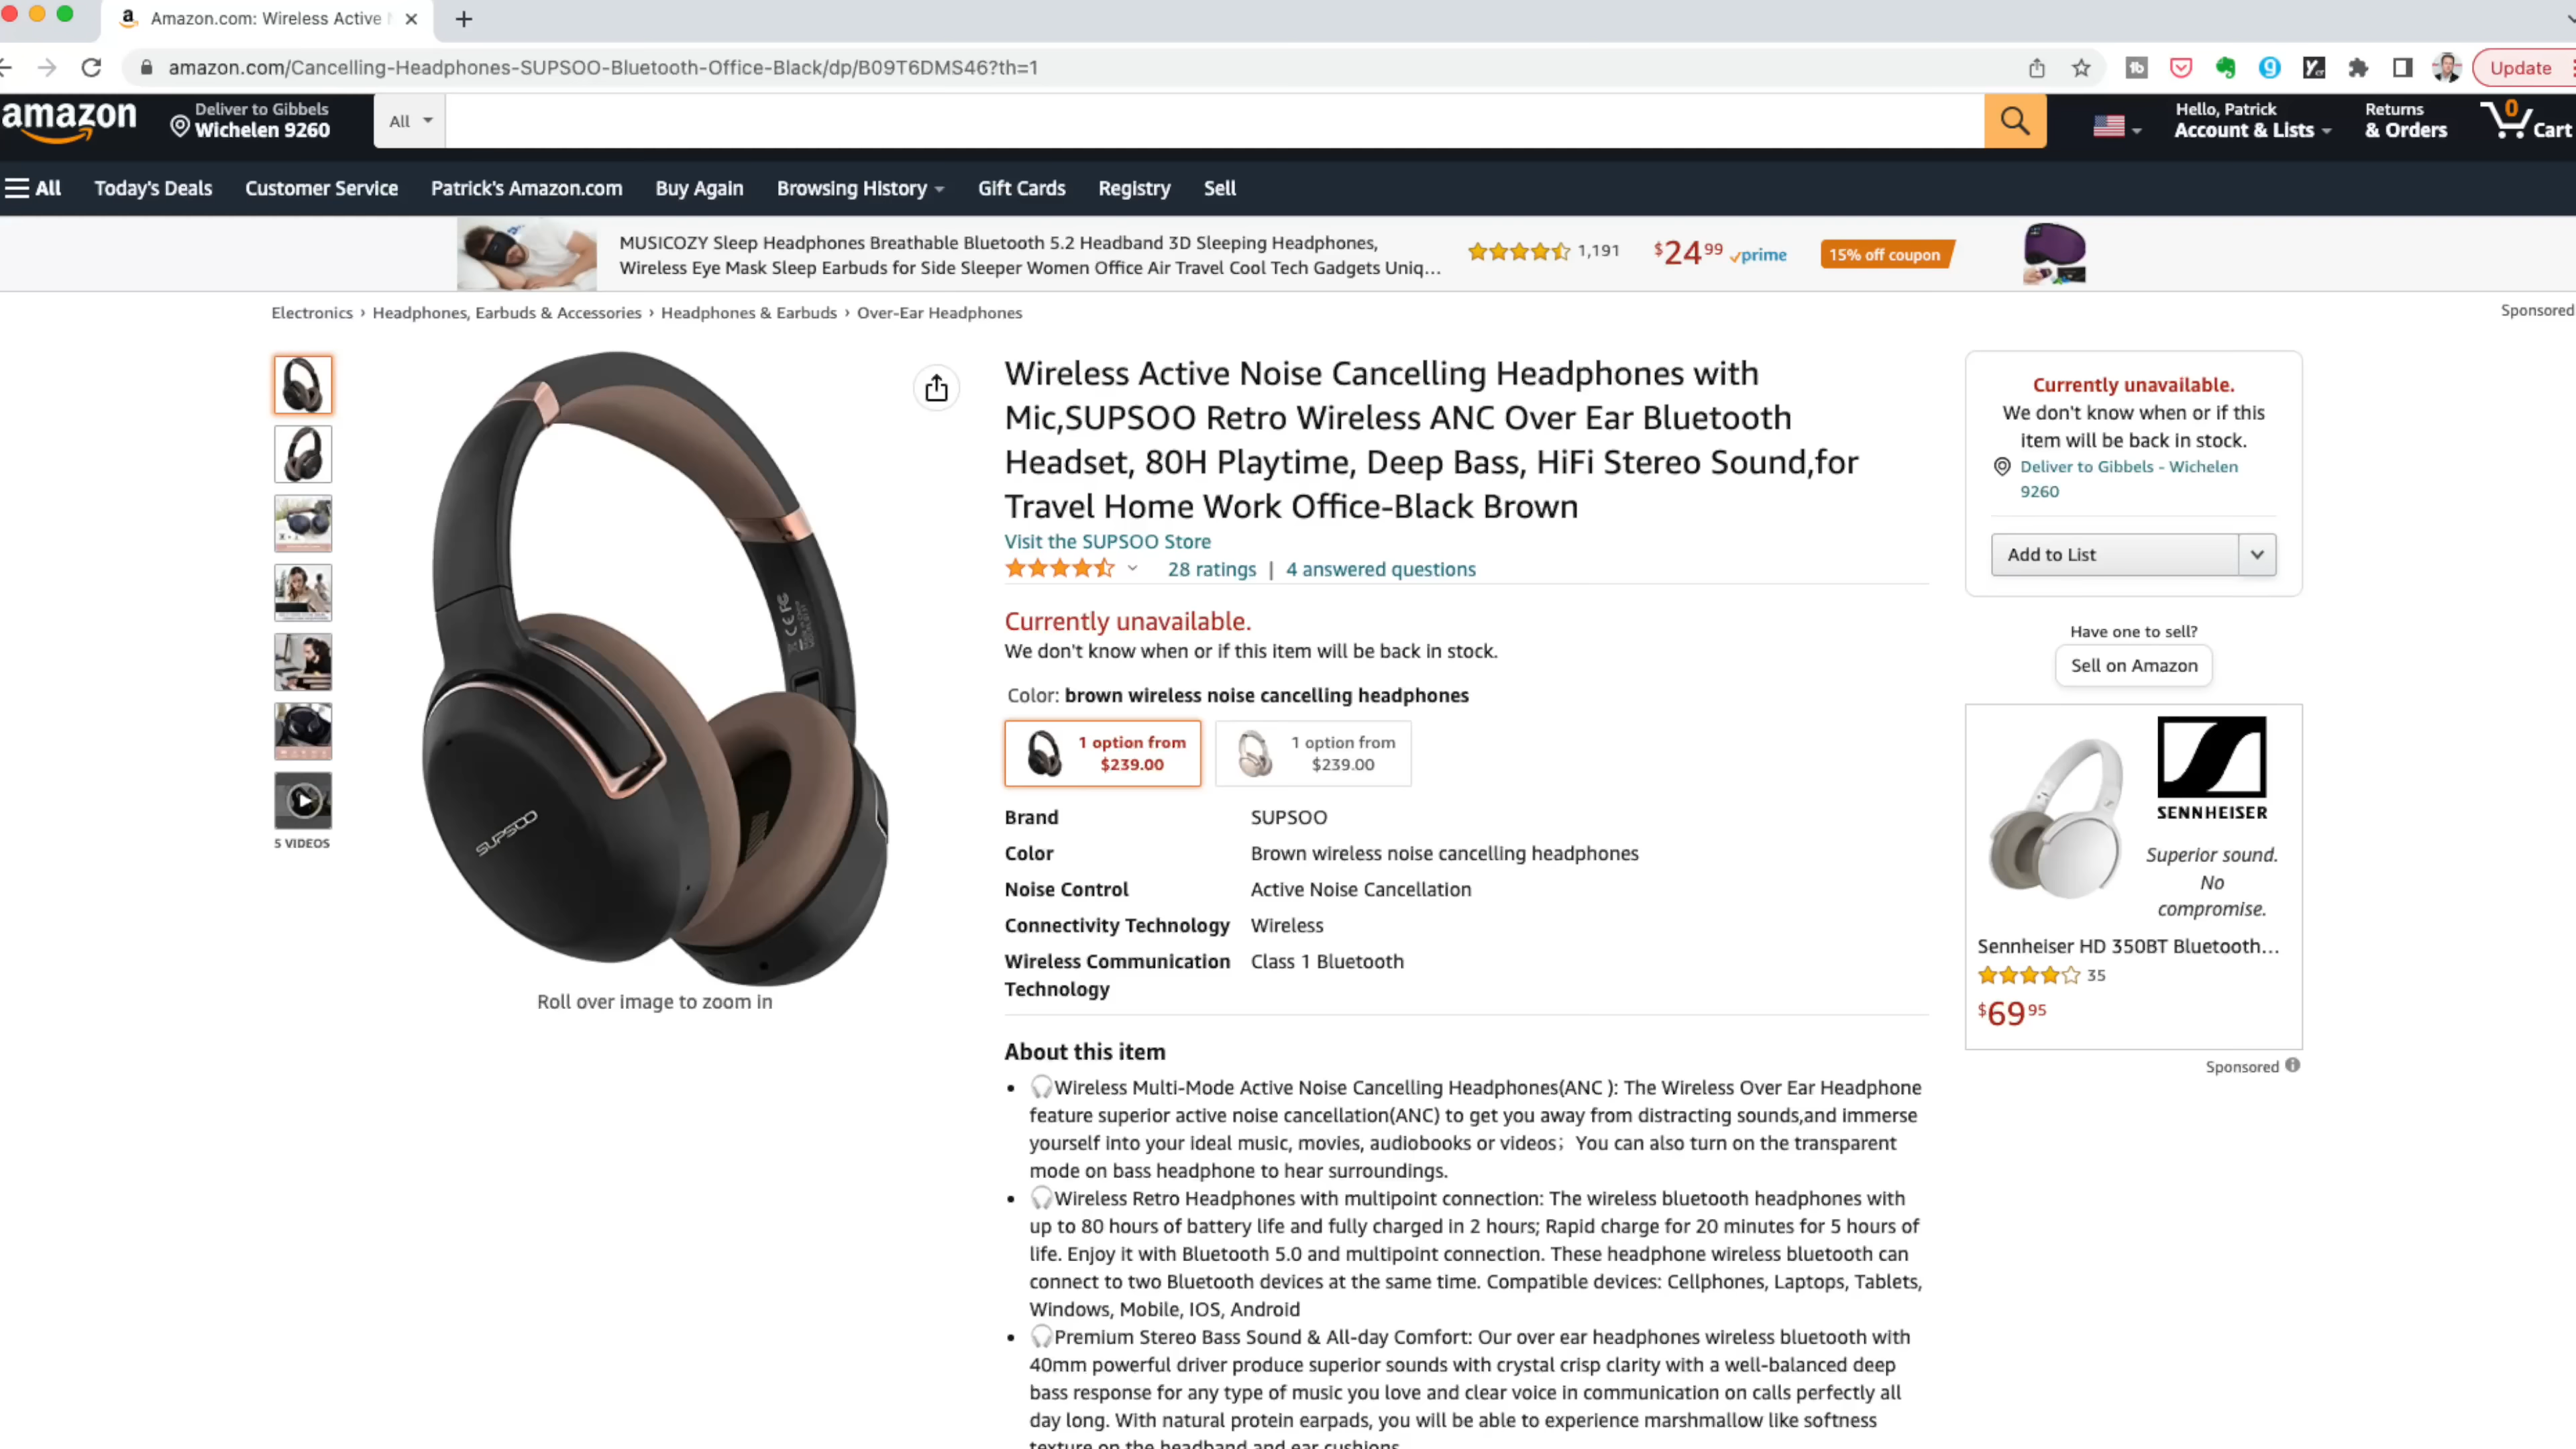 Amazon.com: Wireless Active
amazon.com/Cancelling-Headphones-SUPSOO-Bluetooth-Office-Black/dp/B09T6DMS46?th=1
Update
amazon
Deliver to Gibbels
Wichelen 9260
All
Hello, Patrick
Account & Lists
Returns
& Orders
0
Cart
All
Today's Deals
Customer Service
Patrick's Amazon.com
Buy Again
Browsing History
Gift Cards
Registry
Sell
MUSICOZY Sleep Headphones Breathable Bluetooth 5.2 Headband 3D Sleeping Headphones,
Wireless Eye Mask Sleep Earbuds for Side Sleeper Women Office Air Travel Cool Tech Gadgets Uniq...
1,191
$24.99
prime
15% off coupon
Sponsored
Electronics › Headphones, Earbuds & Accessories › Headphones & Earbuds › Over-Ear Headphones
5 VIDEOS
SUPSOO
Roll over image to zoom in
Wireless Active Noise Cancelling Headphones with
Mic,SUPSOO Retro Wireless ANC Over Ear Bluetooth
Headset, 80H Playtime, Deep Bass, HiFi Stereo Sound,for
Travel Home Work Office-Black Brown
Visit the SUPSOO Store
28 ratings | 4 answered questions
Currently unavailable.
We don't know when or if this item will be back in stock.
Color: brown wireless noise cancelling headphones
1 option from
$239.00
1 option from
$239.00
Brand SUPSOO
Color Brown wireless noise cancelling headphones
Noise Control Active Noise Cancellation
Connectivity Technology Wireless
Wireless Communication Class 1 Bluetooth
Technology
About this item
• 🎧Wireless Multi-Mode Active Noise Cancelling Headphones(ANC ): The Wireless Over Ear Headphone
feature superior active noise cancellation(ANC) to get you away from distracting sounds,and immerse
yourself into your ideal music, movies, audiobooks or videos；You can also turn on the transparent
mode on bass headphone to hear surroundings.
• 🎧Wireless Retro Headphones with multipoint connection: The wireless bluetooth headphones with
up to 80 hours of battery life and fully charged in 2 hours; Rapid charge for 20 minutes for 5 hours of
life. Enjoy it with Bluetooth 5.0 and multipoint connection. These headphone wireless bluetooth can
connect to two Bluetooth devices at the same time. Compatible devices: Cellphones, Laptops, Tablets,
Windows, Mobile, IOS, Android
• 🎧Premium Stereo Bass Sound & All-day Comfort: Our over ear headphones wireless bluetooth with
40mm powerful driver produce superior sounds with crystal crisp clarity with a well-balanced deep
bass response for any type of music you love and clear voice in communication on calls perfectly all
day long. With natural protein earpads, you will be able to experience marshmallow like softness
texture on the headband and ear cushions
Currently unavailable.
We don't know when or if this
item will be back in stock.
Deliver to Gibbels - Wichelen
9260
Add to List
Have one to sell?
Sell on Amazon
SENNHEISER
Superior sound.
No
compromise.
Sennheiser HD 350BT Bluetooth...
35
$69.95
Sponsored